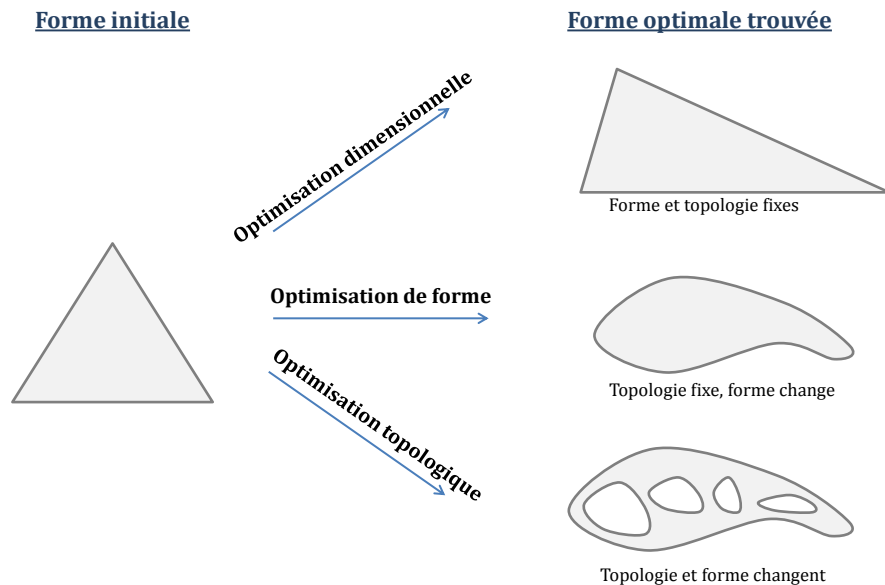 Forme initiale
Forme optimale trouvée
Optimisation dimensionnelle
Forme et topologie fixes
Optimisation de forme
Topologie fixe, forme change
Optimisation topologique
Topologie et forme changent